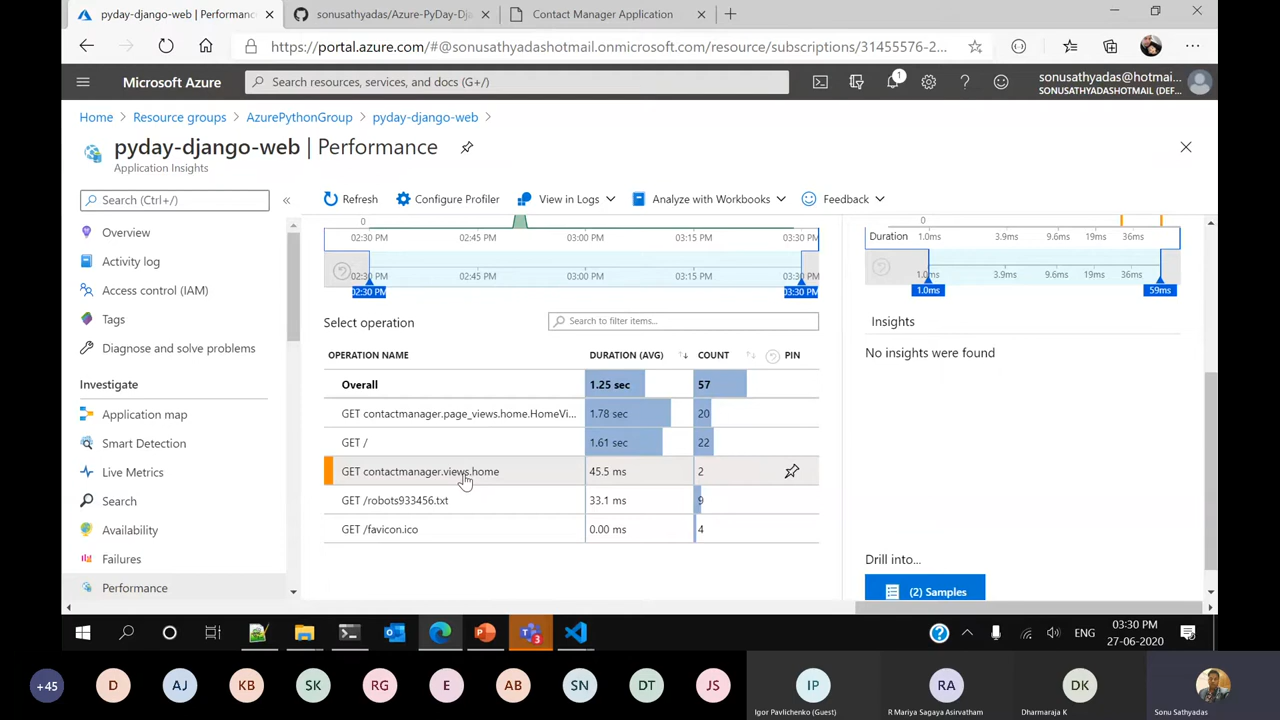 pyday-django-web | Performance
sonusathyadas/Azure-PyDay-Dja
Contact Manager Application
https://portal.azure.com/#@sonusathyadashotmail.onmicrosoft.com/resource/subscriptions/31455576-2...
Microsoft Azure
Search resources, services, and docs (G+/)
1
sonusathyadas@hotmai...
SONUSATHYADASHOTMAIL (DEF...
Home > Resource groups > AzurePythonGroup > pyday-django-web >
pyday-django-web | Performance
Application Insights
Search (Ctrl+/)
«
Refresh
Configure Profiler
View in Logs
Analyze with Workbooks
Feedback
Overview
Activity log
Access control (IAM)
Tags
Diagnose and solve problems
Investigate
Application map
Smart Detection
Live Metrics
Search
Availability
Failures
Performance
0
02:30 PM 02:45 PM 03:00 PM 03:15 PM 03:30 PM
02:30 PM 02:45 PM 03:00 PM 03:15 PM 03:30 PM
02:30 PM 03:30 PM
Select operation
Search to filter items...
OPERATION NAME DURATION (AVG) COUNT PIN
Overall 1.25 sec 57
GET contactmanager.page_views.home.HomeVi... 1.78 sec 20
GET / 1.61 sec 22
GET contactmanager.views.home 45.5 ms 2
GET /robots933456.txt 33.1 ms 9
GET /favicon.ico 0.00 ms 4
0
Duration 1.0ms 3.9ms 9.6ms 19ms 36ms
1.0ms 3.9ms 9.6ms 19ms 36ms
1.0ms 59ms
Insights
No insights were found
Drill into...
(2) Samples
3
ENG
03:30 PM
27-06-2020
+45 D AJ KB SK RG E AB SN DT JS IP RA DK
Igor Pavlichenko (Guest)
R Mariya Sagaya Asirvatham
Dharmaraja K
Sonu Sathyadas